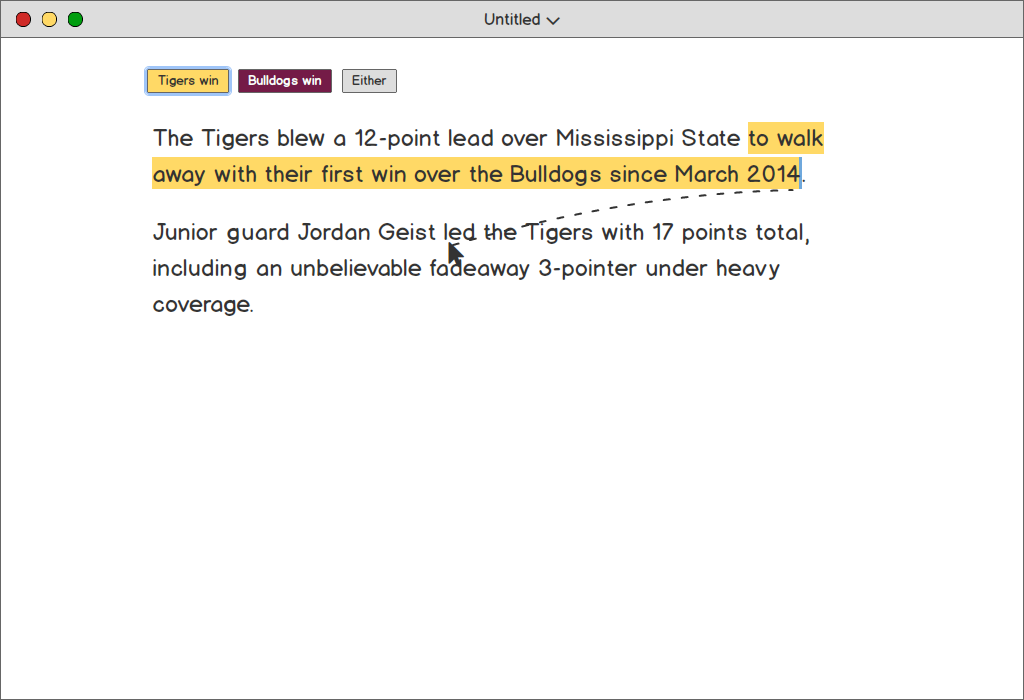 Untitled
Tigers win Bulldogs win Either
The Tigers blew a 12-point lead over Mississippi State to walk
away with their first win over the Bulldogs since March 2014.
Junior guard Jordan Geist led the Tigers with 17 points total,
including an unbelievable fadeaway 3-pointer under heavy
coverage.